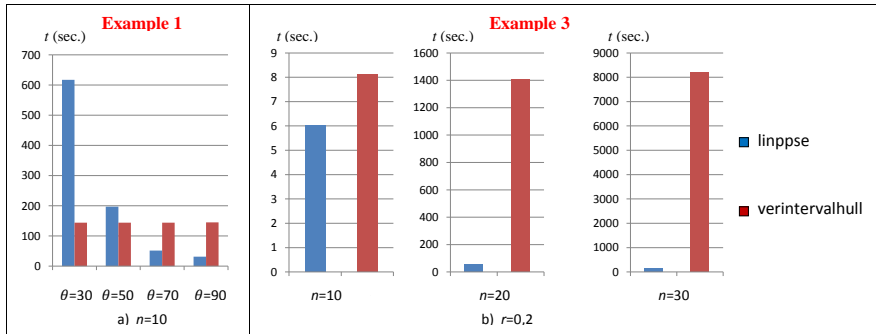 Example 1
t (sec.)
700
600
500
400
300
200
100
0
θ=30 θ=50 θ=70 θ=90
a) n=10
Example 3
t (sec.)
9
8
7
6
5
4
3
2
1
0
n=10
t (sec.)
1600
1400
1200
1000
800
600
400
200
0
n=20
t (sec.)
9000
8000
7000
6000
5000
4000
3000
2000
1000
0
n=30
b) r=0,2
linppse
verintervalhull